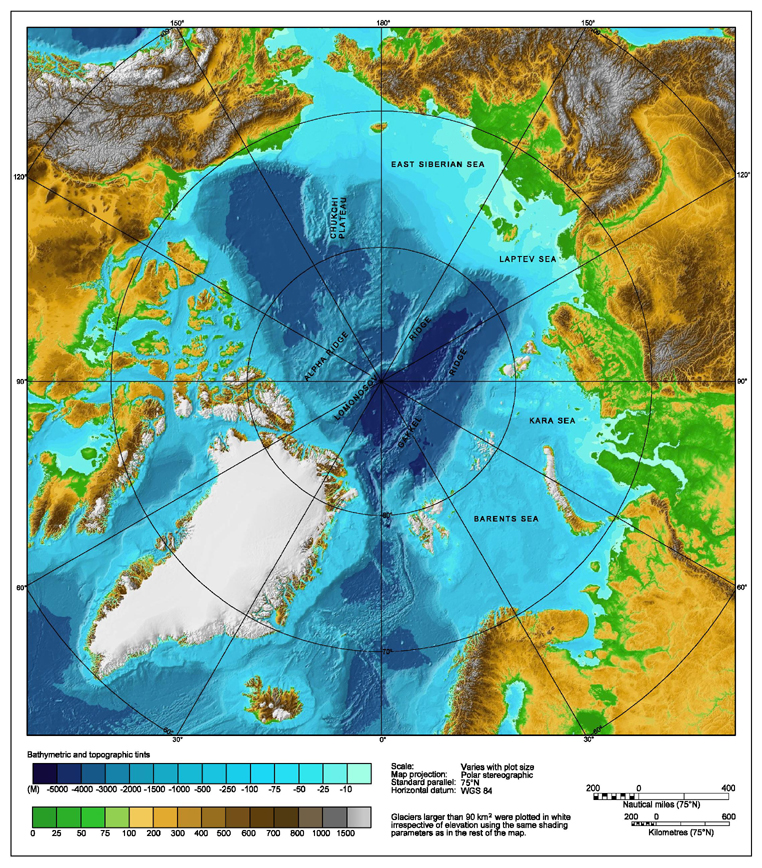 150° 180° 150°
120° 120°
EAST SIBERIAN SEA
CHUKCHI
PLATEAU
LAPTEV SEA
ALPHA RIDGE
RIDGE
RIDGE
90° 90°
LOMONOSOV
GAKKEL
KARA SEA
BARENTS SEA
60° 60°
70°
30° 0° 30°
Bathymetric and topographic tints
(M) -5000 -4000 -3000 -2000 -1500 -1000 -500 -250 -100 -75 -50 -25 -10
0 25 50 75 100 200 300 400 500 600 700 800 1000 1500
Scale: Varies with plot size
Map projection: Polar stereographic
Standard parallel: 75°N
Horizontal datum: WGS 84
Glaciers larger than 90 km² were plotted in white
irrespective of elevation using the same shading
parameters as in the rest of the map.
200 0 200 400
Nautical miles (75°N)
200 0 200 600
Kilometres (75°N)